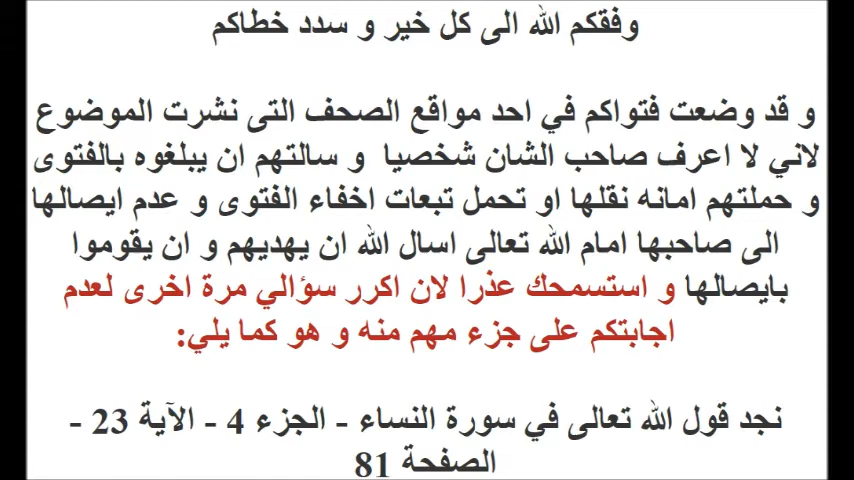 وفقكم الله الى كل خير و سدد خطاكم
و قد وضعت فتواكم في احد مواقع الصحف التى نشرت الموضوع
لاني لا اعرف صاحب الشان شخصيا و سالتهم ان يبلغوه بالفتوى
و حملتهم امانه نقلها او تحمل تبعات اخفاء الفتوى و عدم ايصالها
الى صاحبها امام الله تعالى اسال الله ان يهديهم و ان يقوموا
بايصالها و استسمحك عذرا لان اكرر سؤالي مرة اخرى لعدم
اجابتكم على جزء مهم منه و هو كما يلي:
نجد قول الله تعالى في سورة النساء - الجزء 4 - الآية 23 -
الصفحة 81